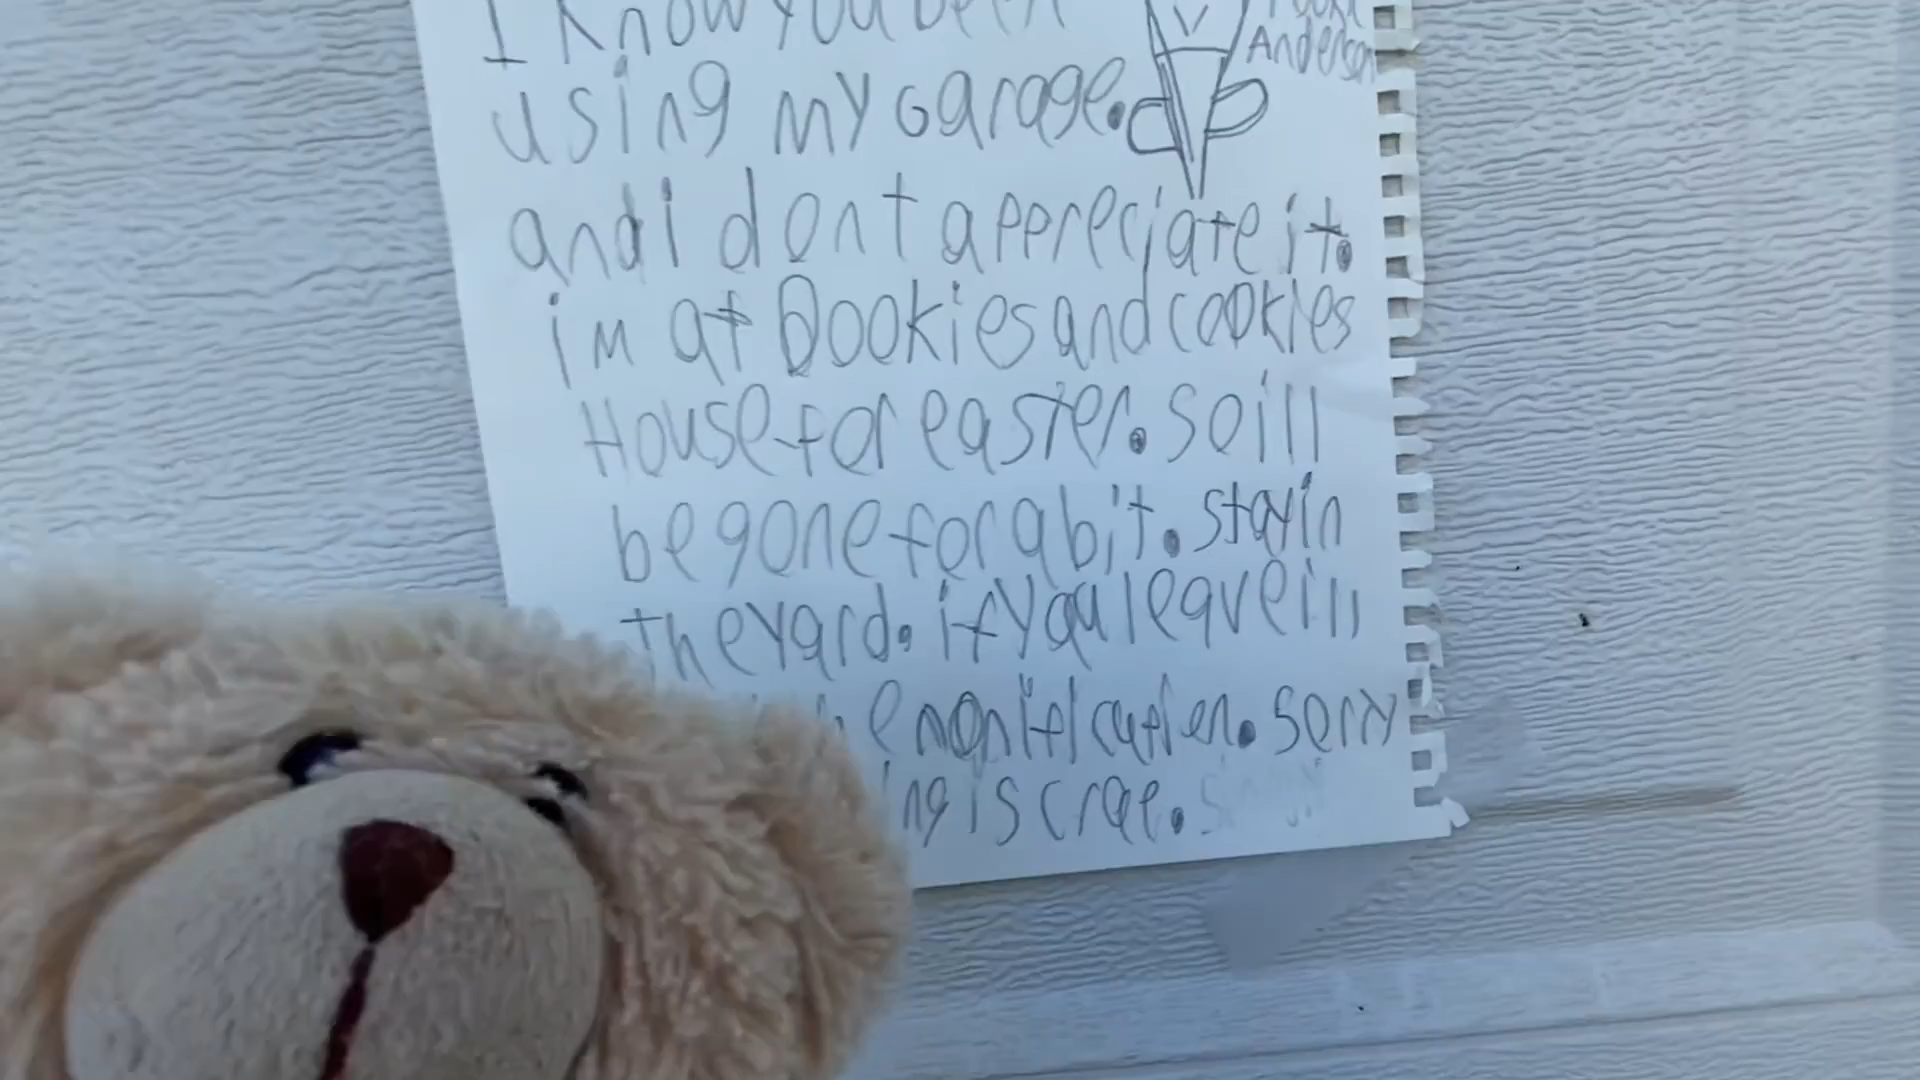 I know you been
Anderson
using my Garage.
and i dont appreciate it.
im at Dookies and cookies
House for easter. So ill
be gone for a bit. stay in
the yard. if you leave ill
Sorry
is crae.